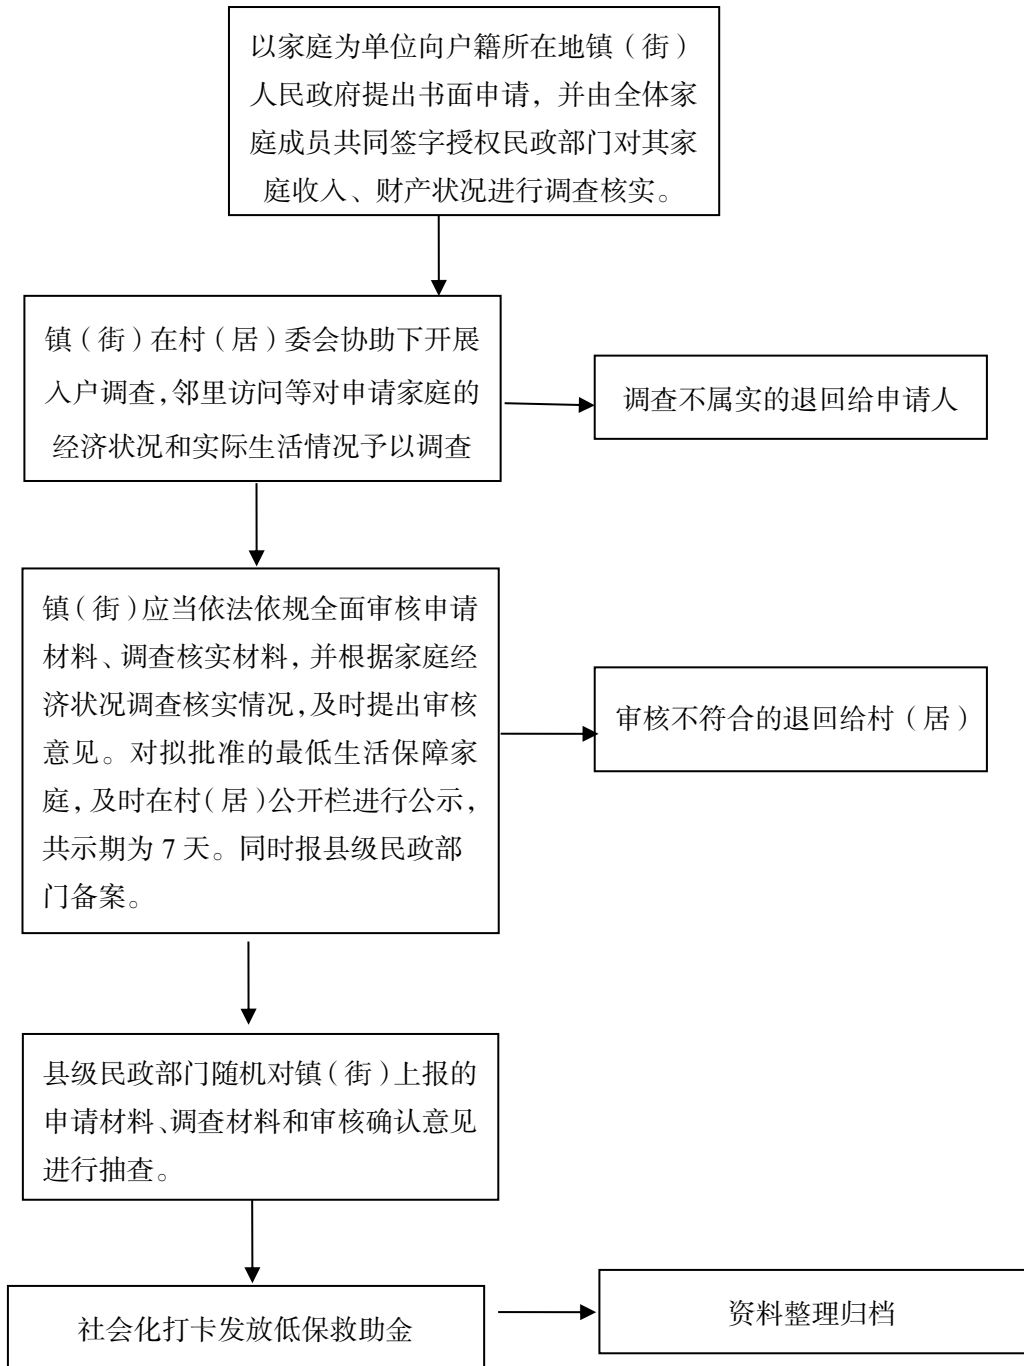 以家庭为单位向户籍所在地镇（街）
人民政府提出书面申请，并由全体家
庭成员共同签字授权民政部门对其家
庭收入、财产状况进行调查核实。
镇（街）在村（居）委会协助下开展
入户调查，邻里访问等对申请家庭的
经济状况和实际生活情况予以调查
调查不属实的退回给申请人
镇（街）应当依法依规全面审核申请
材料、调查核实材料，并根据家庭经
济状况调查核实情况，及时提出审核
意见。对拟批准的最低生活保障家
庭，及时在村（居）公开栏进行公示，
共示期为 7 天。同时报县级民政部
门备案。
审核不符合的退回给村（居）
县级民政部门随机对镇（街）上报的
申请材料、调查材料和审核确认意见
进行抽查。
社会化打卡发放低保救助金
资料整理归档